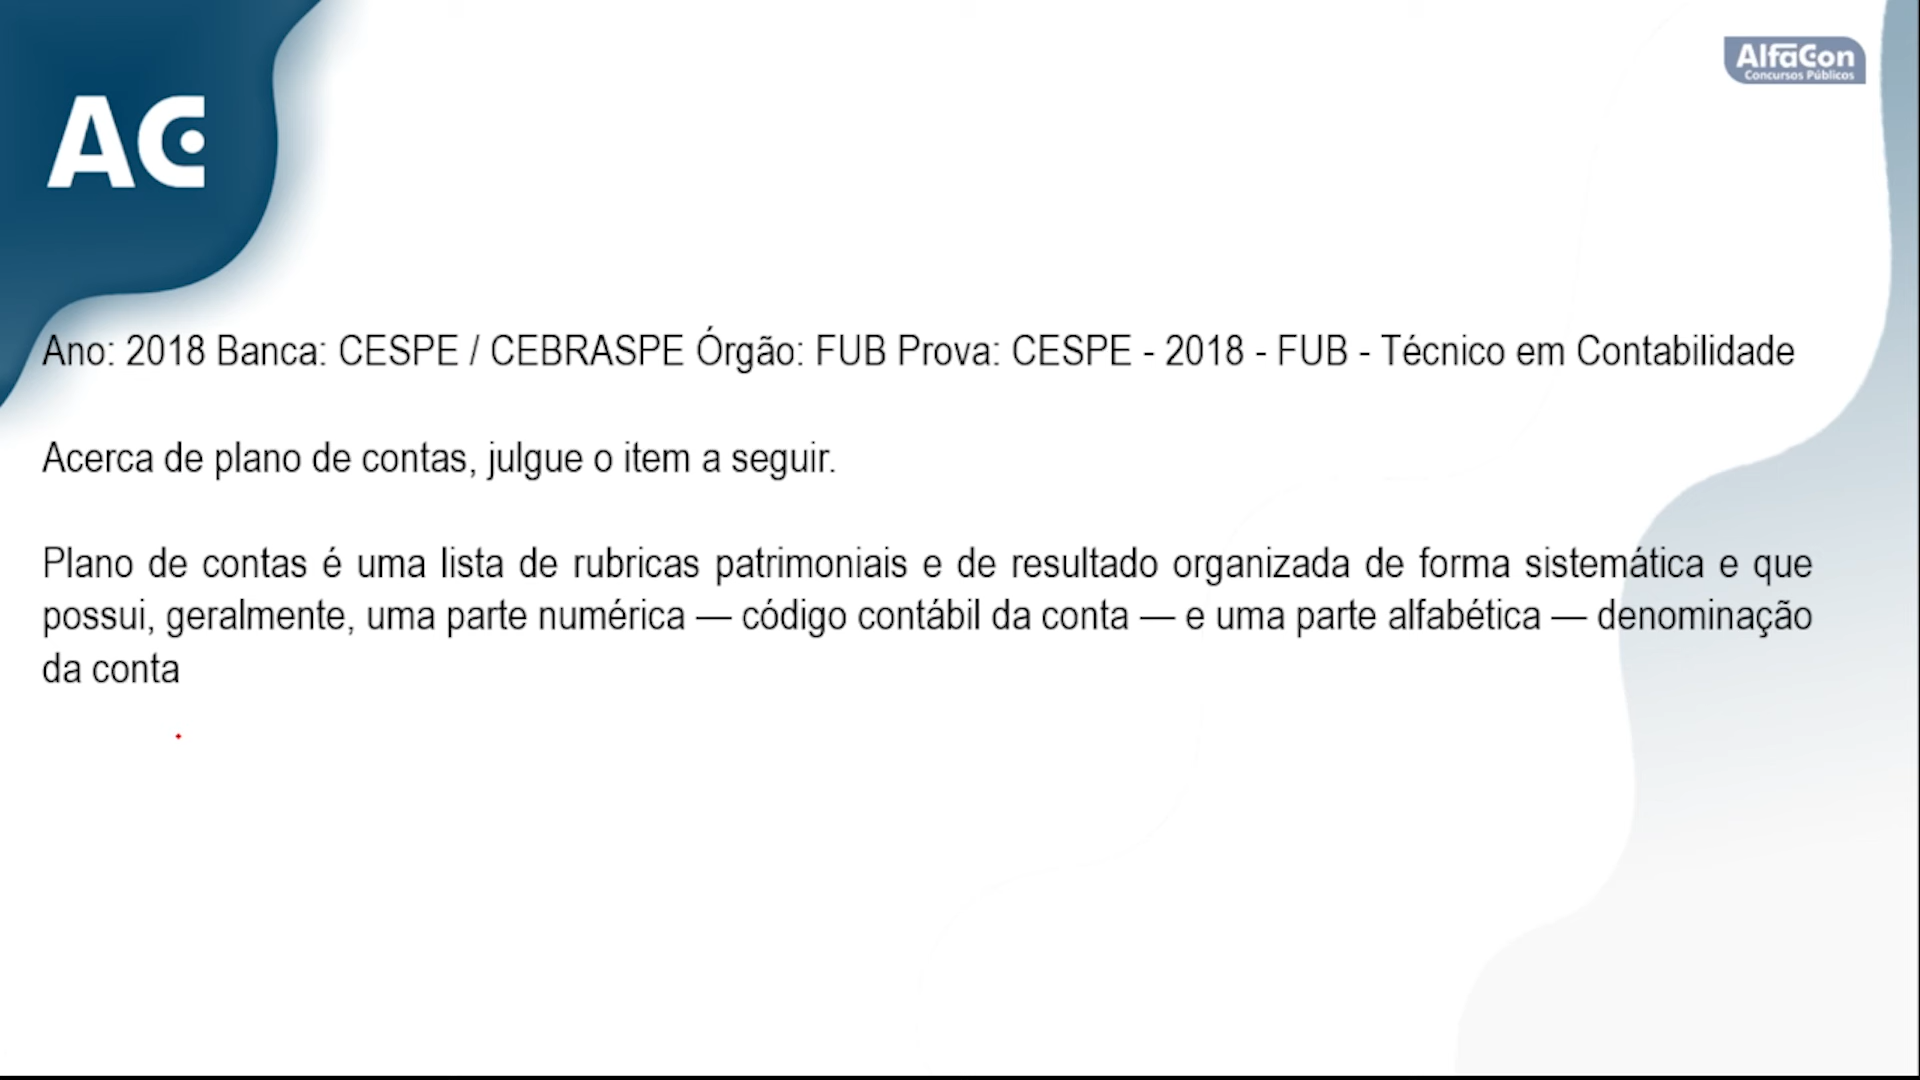 AlfaCon
Concursos Públicos
AC
Ano: 2018 Banca: CESPE / CEBRASPE Órgão: FUB Prova: CESPE - 2018 - FUB - Técnico em Contabilidade
Acerca de plano de contas, julgue o item a seguir.
Plano de contas é uma lista de rubricas patrimoniais e de resultado organizada de forma sistemática e que
possui, geralmente, uma parte numérica — código contábil da conta — e uma parte alfabética — denominação
da conta